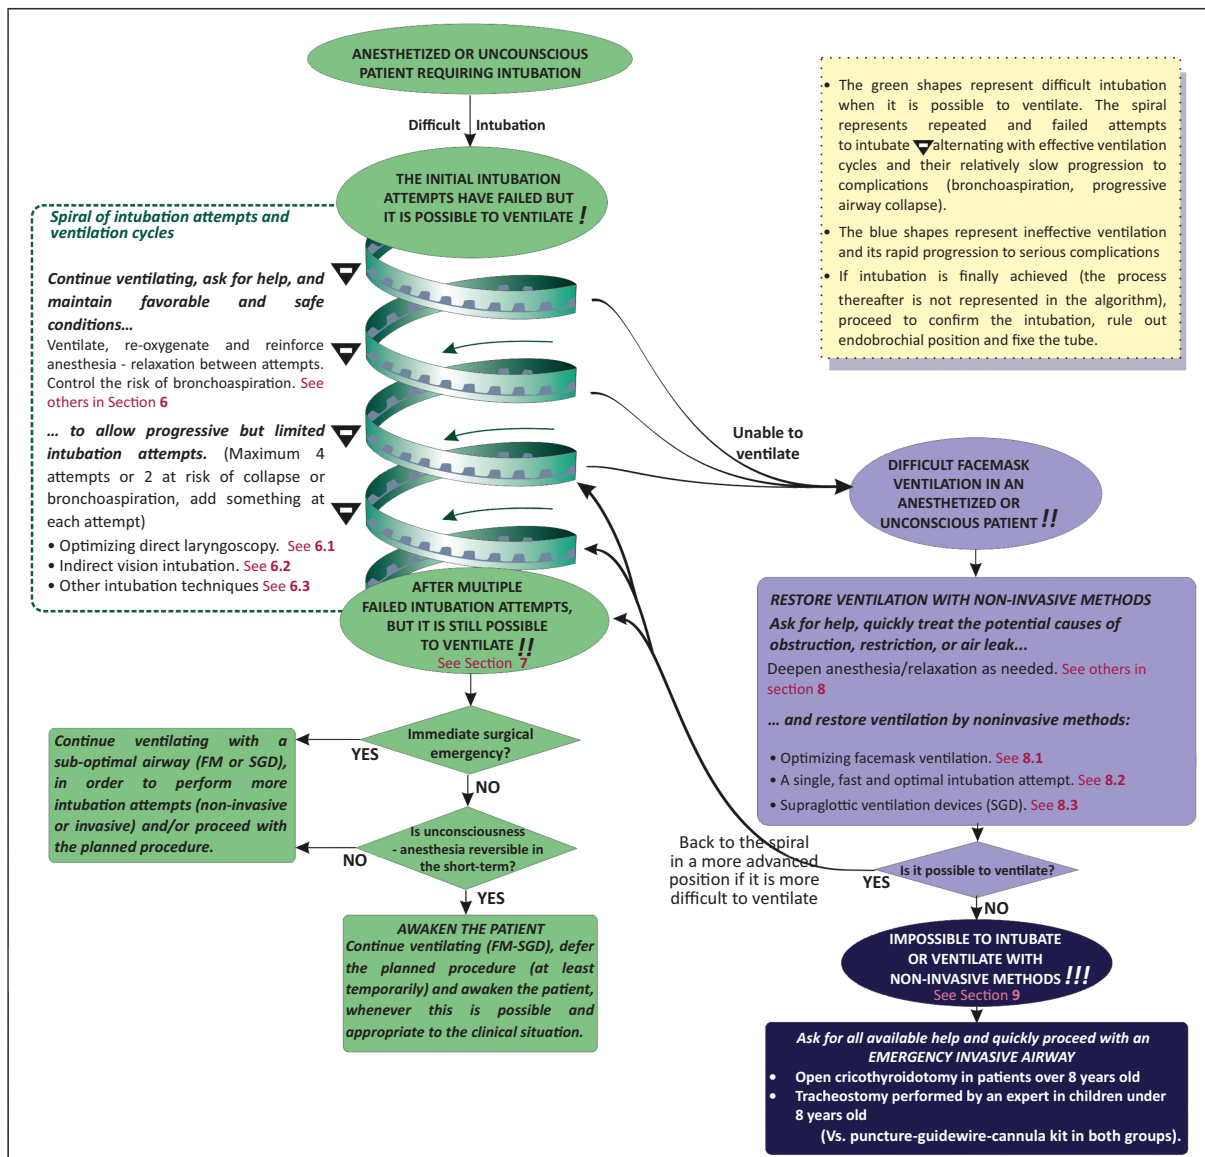 ANESTHETIZED OR UNCOUNSCIOUS
PATIENT REQUIRING INTUBATION
Difficult Intubation
THE INITIAL INTUBATION
ATTEMPTS HAVE FAILED BUT
IT IS POSSIBLE TO VENTILATE !
• The green shapes represent difficult intubation
when it is possible to ventilate. The spiral
represents repeated and failed attempts
to intubate alternating with effective ventilation
cycles and their relatively slow progression to
complications (bronchoaspiration, progressive
airway collapse).
• The blue shapes represent ineffective ventilation
and its rapid progression to serious complications
• If intubation is finally achieved (the process
thereafter is not represented in the algorithm),
proceed to confirm the intubation, rule out
endobrochial position and fixe the tube.
Spiral of intubation attempts and
ventilation cycles
Continue ventilating, ask for help, and
maintain favorable and safe
conditions...
Ventilate, re-oxygenate and reinforce
anesthesia - relaxation between attempts.
Control the risk of bronchoaspiration. See
others in Section 6
... to allow progressive but limited
intubation attempts. (Maximum 4
attempts or 2 at risk of collapse or
bronchoaspiration, add something at
each attempt)
• Optimizing direct laryngoscopy. See 6.1
• Indirect vision intubation. See 6.2
• Other intubation techniques See 6.3
Unable to
ventilate
DIFFICULT FACEMASK
VENTILATION IN AN
ANESTHETIZED OR
UNCONSCIOUS PATIENT !!
AFTER MULTIPLE
FAILED INTUBATION ATTEMPTS,
BUT IT IS STILL POSSIBLE
TO VENTILATE !!
See Section 7
RESTORE VENTILATION WITH NON-INVASIVE METHODS
Ask for help, quickly treat the potential causes of
obstruction, restriction, or air leak...
Deepen anesthesia/relaxation as needed. See others in
section 8
... and restore ventilation by noninvasive methods:
• Optimizing facemask ventilation. See 8.1
• A single, fast and optimal intubation attempt. See 8.2
• Supraglottic ventilation devices (SGD). See 8.3
Immediate surgical
emergency?
YES
NO
Continue ventilating with a
sub-optimal airway (FM or SGD),
in order to perform more
intubation attempts (non-invasive
or invasive) and/or proceed with
the planned procedure.
Is unconsciousness
- anesthesia reversible in
the short-term?
NO
YES
Back to the spiral
in a more advanced
position if it is more
difficult to ventilate
Is it possible to ventilate?
YES
NO
AWAKEN THE PATIENT
Continue ventilating (FM-SGD), defer
the planned procedure (at least
temporarily) and awaken the patient,
whenever this is possible and
appropriate to the clinical situation.
IMPOSSIBLE TO INTUBATE
OR VENTILATE WITH
NON-INVASIVE METHODS !!!
See Section 9
Ask for all available help and quickly proceed with an
EMERGENCY INVASIVE AIRWAY
• Open cricothyroidotomy in patients over 8 years old
• Tracheostomy performed by an expert in children under
8 years old
(Vs. puncture-guidewire-cannula kit in both groups).